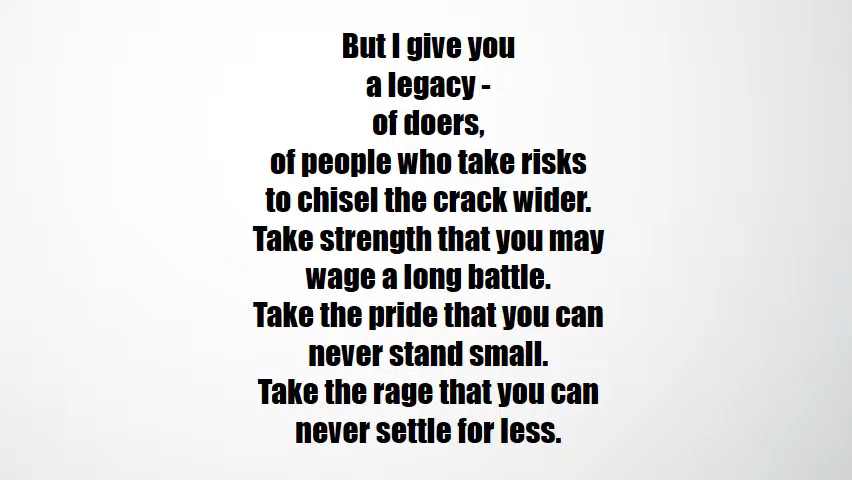 But I give you
a legacy -
of doers,
of people who take risks
to chisel the crack wider.
Take strength that you may
wage a long battle.
Take the pride that you can
never stand small.
Take the rage that you can
never settle for less.